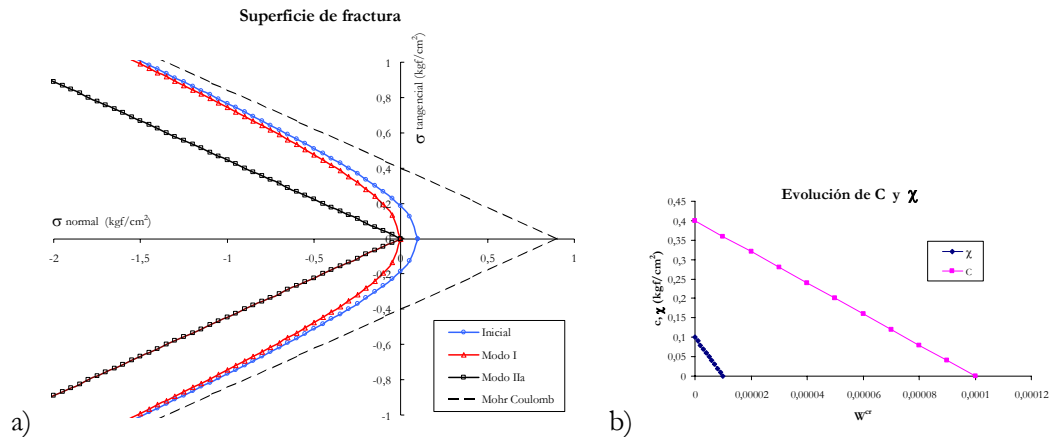 Superficie de fractura
a)
σ tangencial (kgf/cm²)
1
0,8
0,6
0,4
0,2
0
-0,2
-0,4
-0,6
-0,8
-1
σ normal (kgf/cm²)
-2
-1,5
-1
-0,5
0
0,5
1
Inicial
Modo I
Modo IIa
Mohr Coulomb
b)
Evolución de C y χ
c, χ (kgf/cm²)
0,45
0,4
0,35
0,3
0,25
0,2
0,15
0,1
0,05
0
0 0,00002 0,00004 0,00006 0,00008 0,0001 0,00012
W^cr
χ
C